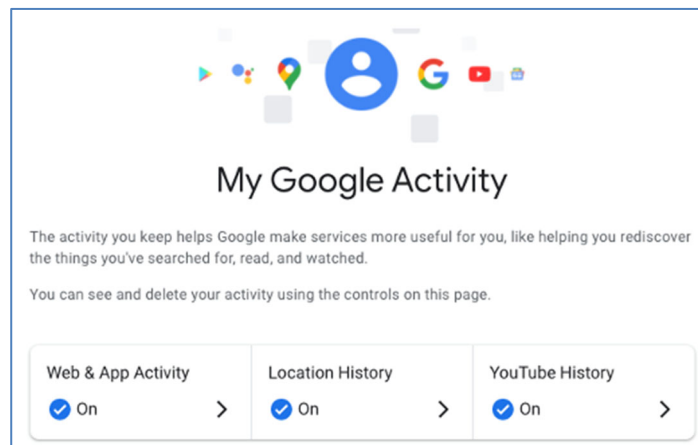 My Google Activity
The activity you keep helps Google make services more useful for you, like helping you rediscover
the things you've searched for, read, and watched.
You can see and delete your activity using the controls on this page.
Web & App Activity
On
Location History
On
YouTube History
On